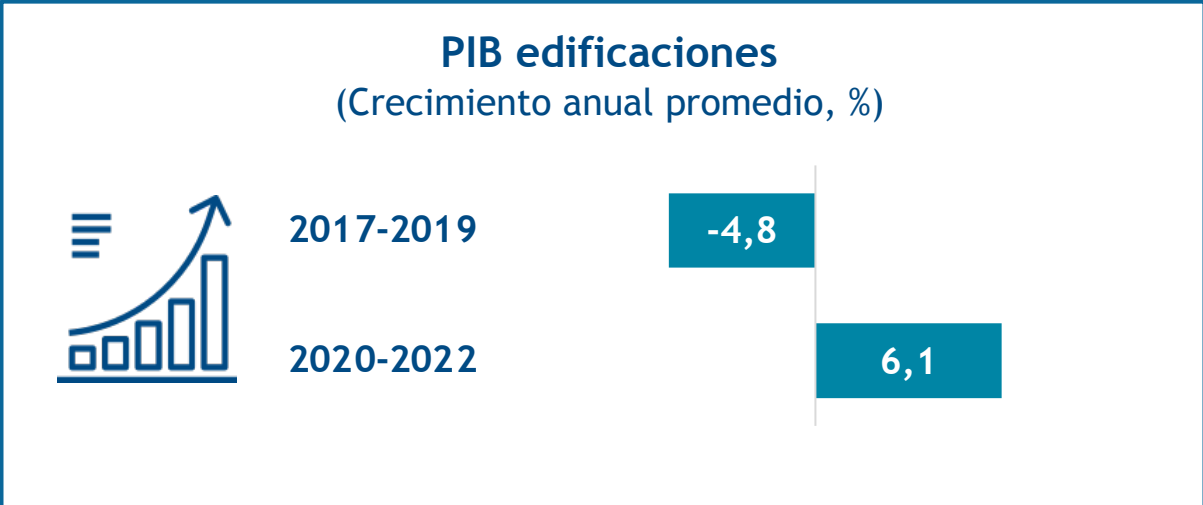 PIB edificaciones
(Crecimiento anual promedio, %)
2017-2019
-4,8
2020-2022
6,1